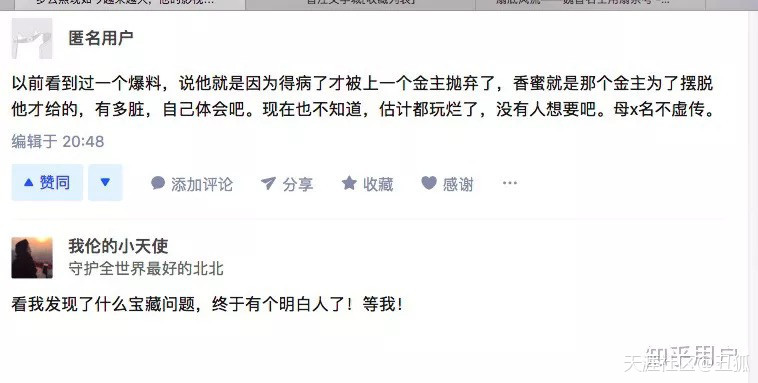 匿名用户
以前看到过一个爆料，说他就是因为得病了才被上一个金主抛弃了，香蜜就是那个金主为了摆脱
他才给的，有多脏，自己体会吧。现在也不知道，估计都玩烂了，没有人想要吧。母x名不虚传。
编辑于 20:48
赞同
添加评论
分享
收藏
感谢
我伦的小天使
守护全世界最好的北北
看我发现了什么宝藏问题，终于有个明白人了！等我！
知乎用户